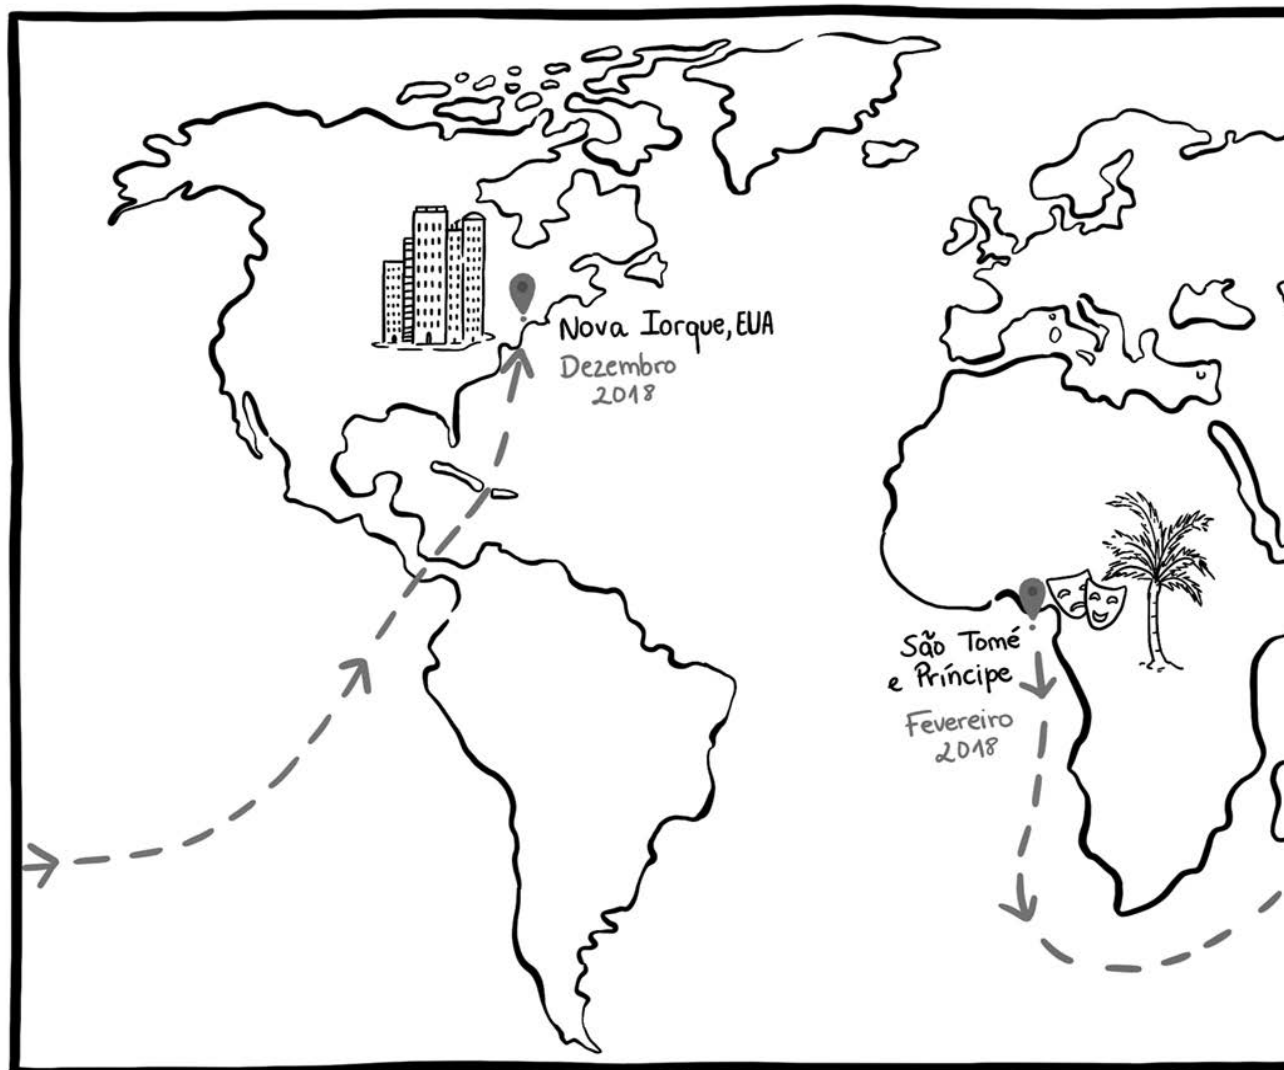 Nova Iorque, EUA
Dezembro
2018
São Tomé
e Príncipe
Fevereiro
2018